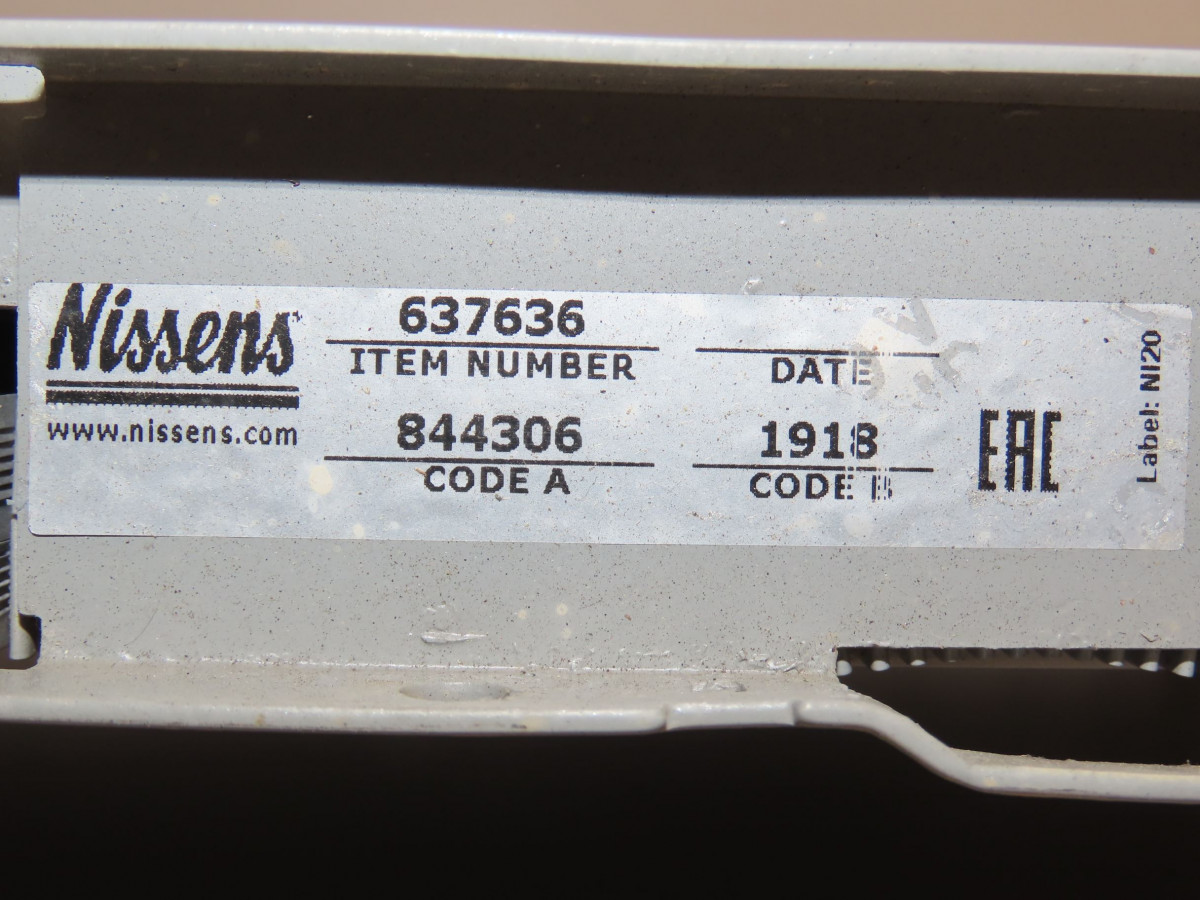 Nissens
www.nissens.com
637636
ITEM NUMBER
844306
CODE A
DATE
1918
CODE B
EAC
Label: NI20